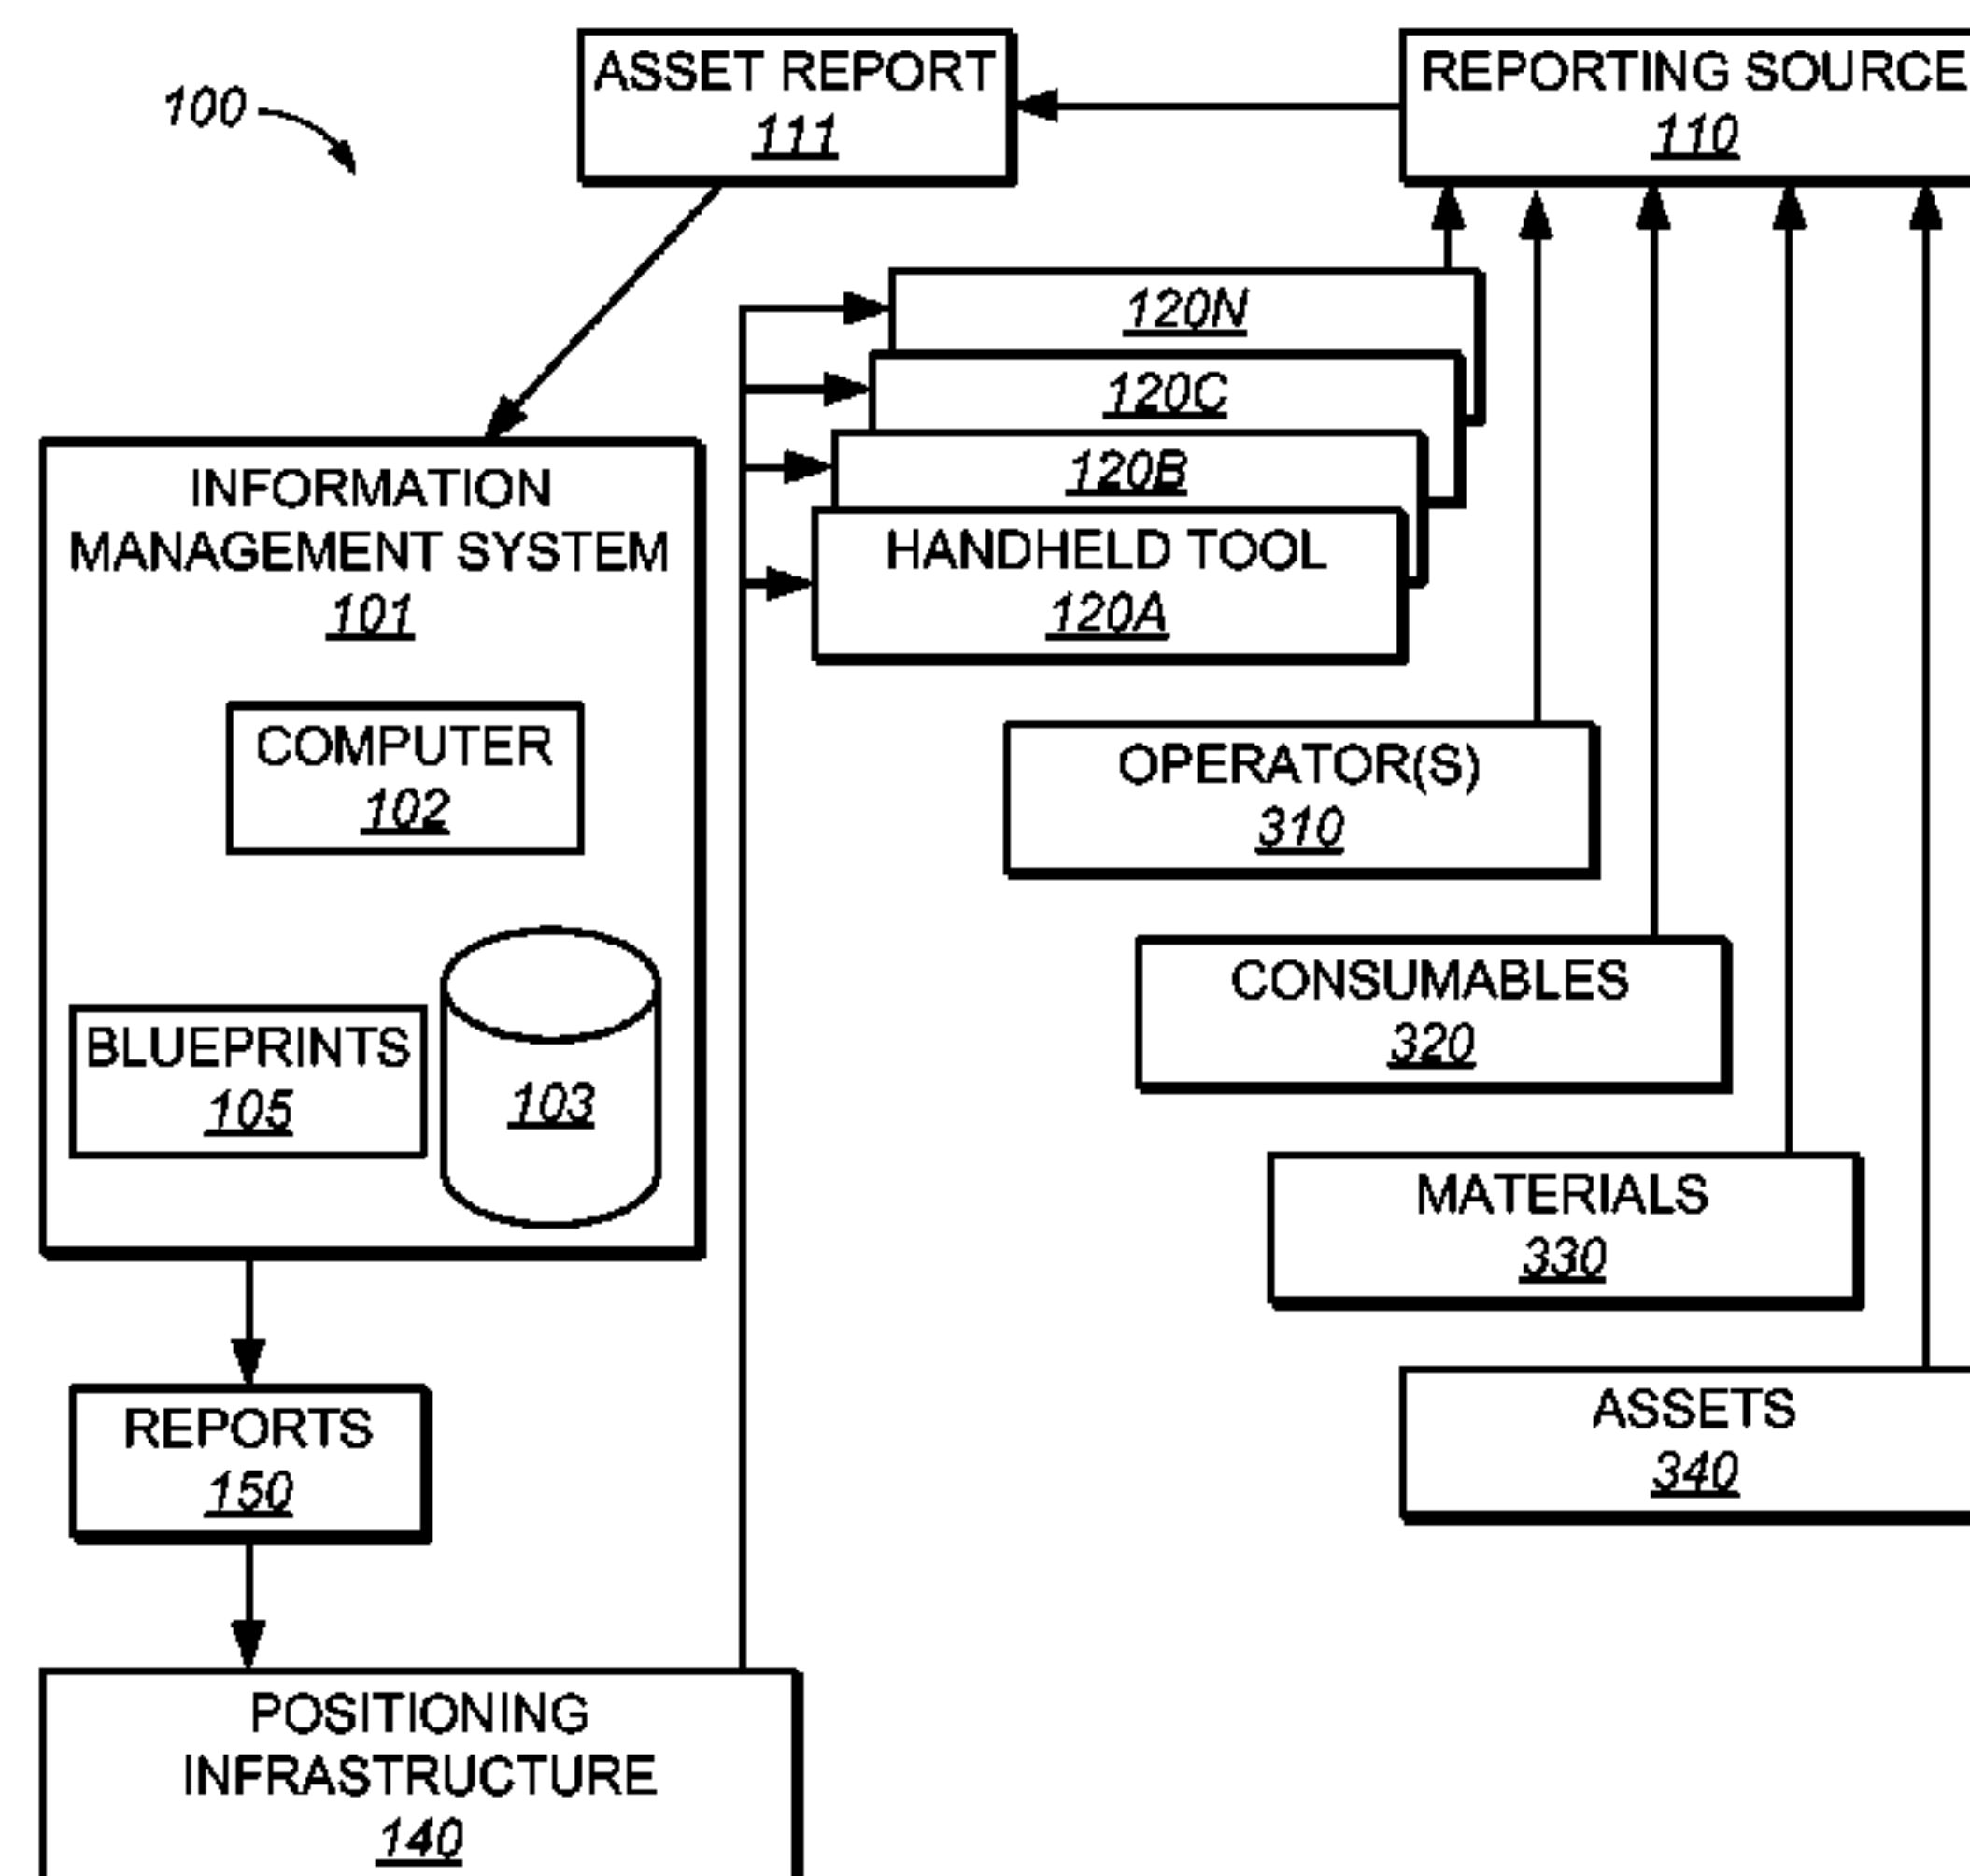 100
ASSET REPORT
111
REPORTING SOURCE
110
120N
120C
120B
HANDHELD TOOL
120A
INFORMATION
MANAGEMENT SYSTEM
101
COMPUTER
102
BLUEPRINTS
105
103
OPERATOR(S)
310
CONSUMABLES
320
MATERIALS
330
ASSETS
340
REPORTS
150
POSITIONING
INFRASTRUCTURE
140